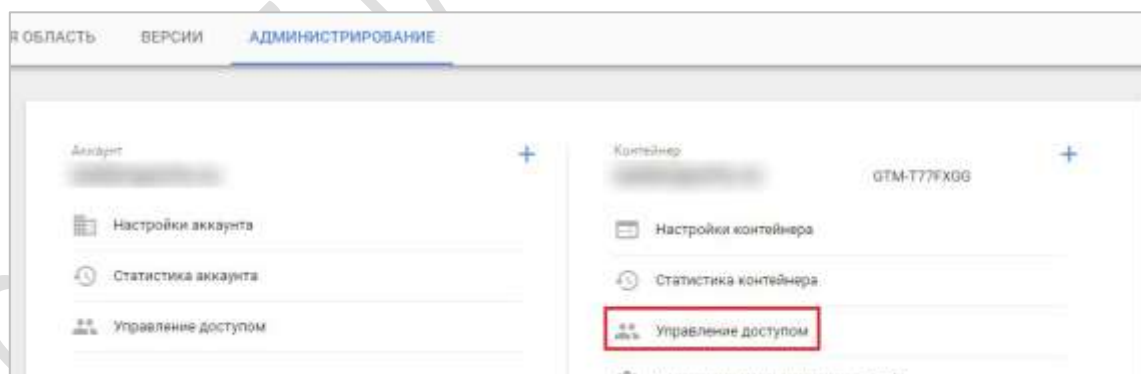 Я ОБЛАСТЬ ВЕРСИИ АДМИНИСТРИРОВАНИЕ
Аккаунт
Контейнер
GTM-T77FXGG
Настройки аккаунта
Настройки контейнера
Статистика аккаунта
Статистика контейнера
Управление доступом
Управление доступом